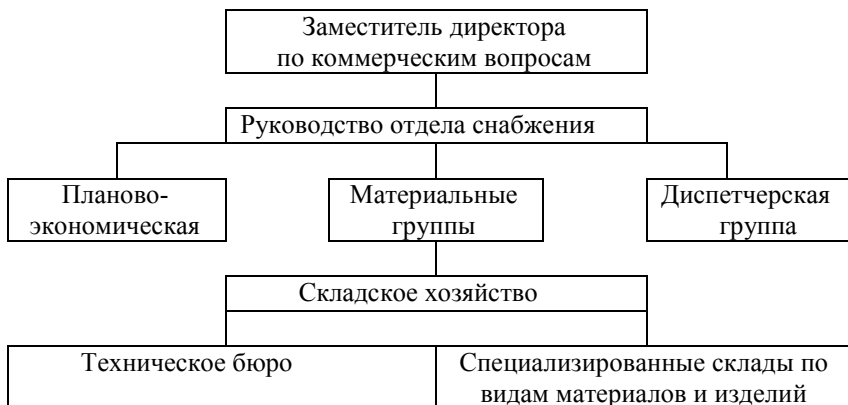 Заместитель директора
по коммерческим вопросам
Руководство отдела снабжения
Планово-
экономическая
Материальные
группы
Диспетчерская
группа
Складское хозяйство
Техническое бюро
Специализированные склады по
видам материалов и изделий